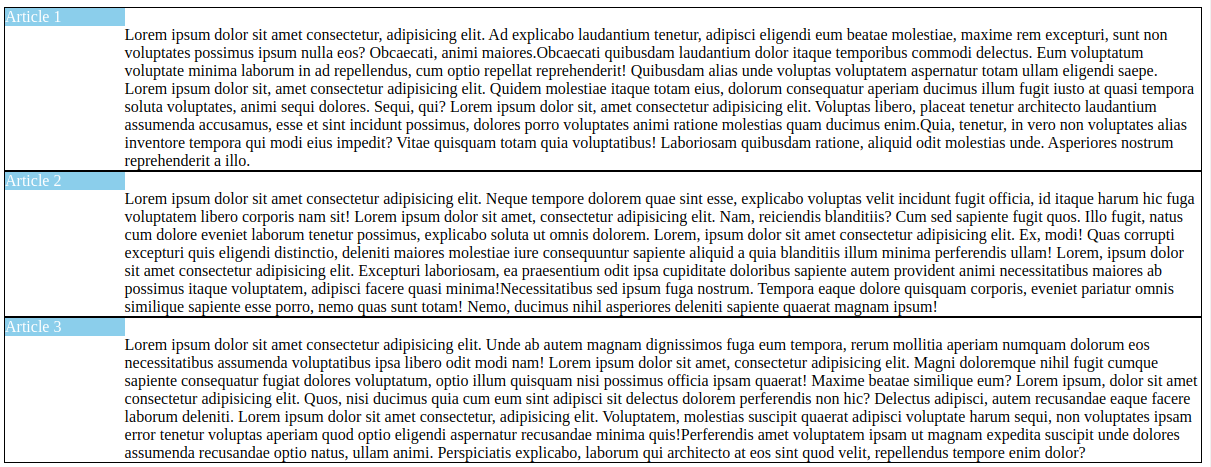 Article 1
Lorem ipsum dolor sit amet consectetur, adipisicing elit. Ad explicabo laudantium tenetur, adipisci eligendi eum beatae molestiae, maxime rem excepturi, sunt non
voluptates possimus ipsum nulla eos? Obcaecati, animi maiores.Obcaecati quibusdam laudantium dolor itaque temporibus commodi delectus. Eum voluptatum
voluptate minima laborum in ad repellendus, cum optio repellat reprehenderit! Quibusdam alias unde voluptas voluptatem aspernatur totam ullam eligendi saepe.
Lorem ipsum dolor sit, amet consectetur adipisicing elit. Quidem molestiae itaque totam eius, dolorum consequatur aperiam ducimus illum fugit iusto at quasi tempora
soluta voluptates, animi sequi dolores. Sequi, qui? Lorem ipsum dolor sit, amet consectetur adipisicing elit. Voluptas libero, placeat tenetur architecto laudantium
assumenda accusamus, esse et sint incidunt possimus, dolores porro voluptates animi ratione molestias quam ducimus enim.Quia, tenetur, in vero non voluptates alias
inventore tempora qui modi eius impedit? Vitae quisquam totam quia voluptatibus! Laboriosam quibusdam ratione, aliquid odit molestias unde. Asperiores nostrum
reprehenderit a illo.
Article 2
Lorem ipsum dolor sit amet consectetur adipisicing elit. Neque tempore dolorem quae sint esse, explicabo voluptas velit incidunt fugit officia, id itaque harum hic fuga
voluptatem libero corporis nam sit! Lorem ipsum dolor sit amet, consectetur adipisicing elit. Nam, reiciendis blanditiis? Cum sed sapiente fugit quos. Illo fugit, natus
cum dolore eveniet laborum tenetur possimus, explicabo soluta ut omnis dolorem. Lorem, ipsum dolor sit amet consectetur adipisicing elit. Ex, modi! Quas corrupti
excepturi quis eligendi distinctio, deleniti maiores molestiae iure consequuntur sapiente aliquid a quia blanditiis illum minima perferendis ullam! Lorem, ipsum dolor
sit amet consectetur adipisicing elit. Excepturi laboriosam, ea praesentium odit ipsa cupiditate doloribus sapiente autem provident animi necessitatibus maiores ab
possimus itaque voluptatem, adipisci facere quasi minima!Necessitatibus sed ipsum fuga nostrum. Tempora eaque dolore quisquam corporis, eveniet pariatur omnis
similique sapiente esse porro, nemo quas sunt totam! Nemo, ducimus nihil asperiores deleniti sapiente quaerat magnam ipsum!
Article 3
Lorem ipsum dolor sit amet consectetur adipisicing elit. Unde ab autem magnam dignissimos fuga eum tempora, rerum mollitia aperiam numquam dolorum eos
necessitatibus assumenda voluptatibus ipsa libero odit modi nam! Lorem ipsum dolor sit amet, consectetur adipisicing elit. Magni doloremque nihil fugit cumque
sapiente consequatur fugiat dolores voluptatum, optio illum quisquam nisi possimus officia ipsam quaerat! Maxime beatae similique eum? Lorem ipsum, dolor sit amet
consectetur adipisicing elit. Quos, nisi ducimus quia cum eum sint adipisci sit delectus dolorem perferendis non hic? Delectus adipisci, autem recusandae eaque facere
laborum deleniti. Lorem ipsum dolor sit amet consectetur, adipisicing elit. Voluptatem, molestias suscipit quaerat adipisci voluptate harum sequi, non voluptates ipsam
error tenetur voluptas aperiam quod optio eligendi aspernatur recusandae minima quis!Perferendis amet voluptatem ipsam ut magnam expedita suscipit unde dolores
assumenda recusandae optio natus, ullam animi. Perspiciatis explicabo, laborum qui architecto at eos sint quod velit, repellendus tempore enim dolor?